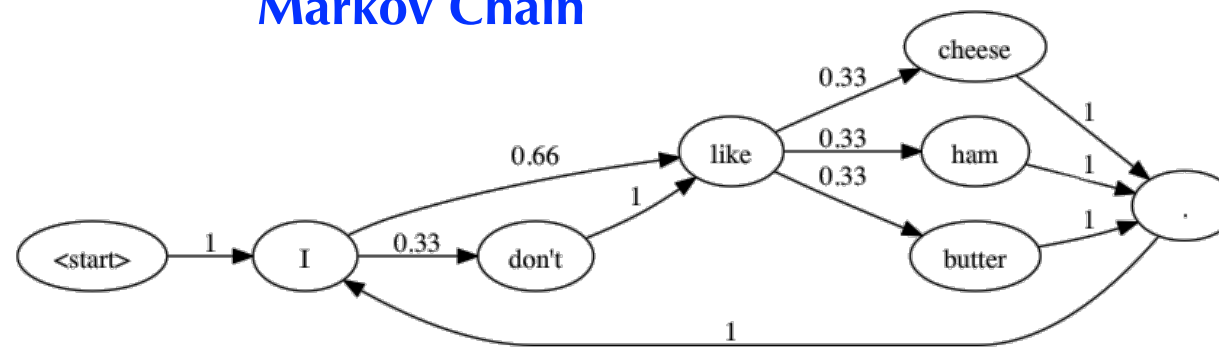 Markov Chain
cheese
0.33
1
0.66
like
0.33
ham
1
0.33
1
1
.
<start>
1
I
0.33
don't
butter
1